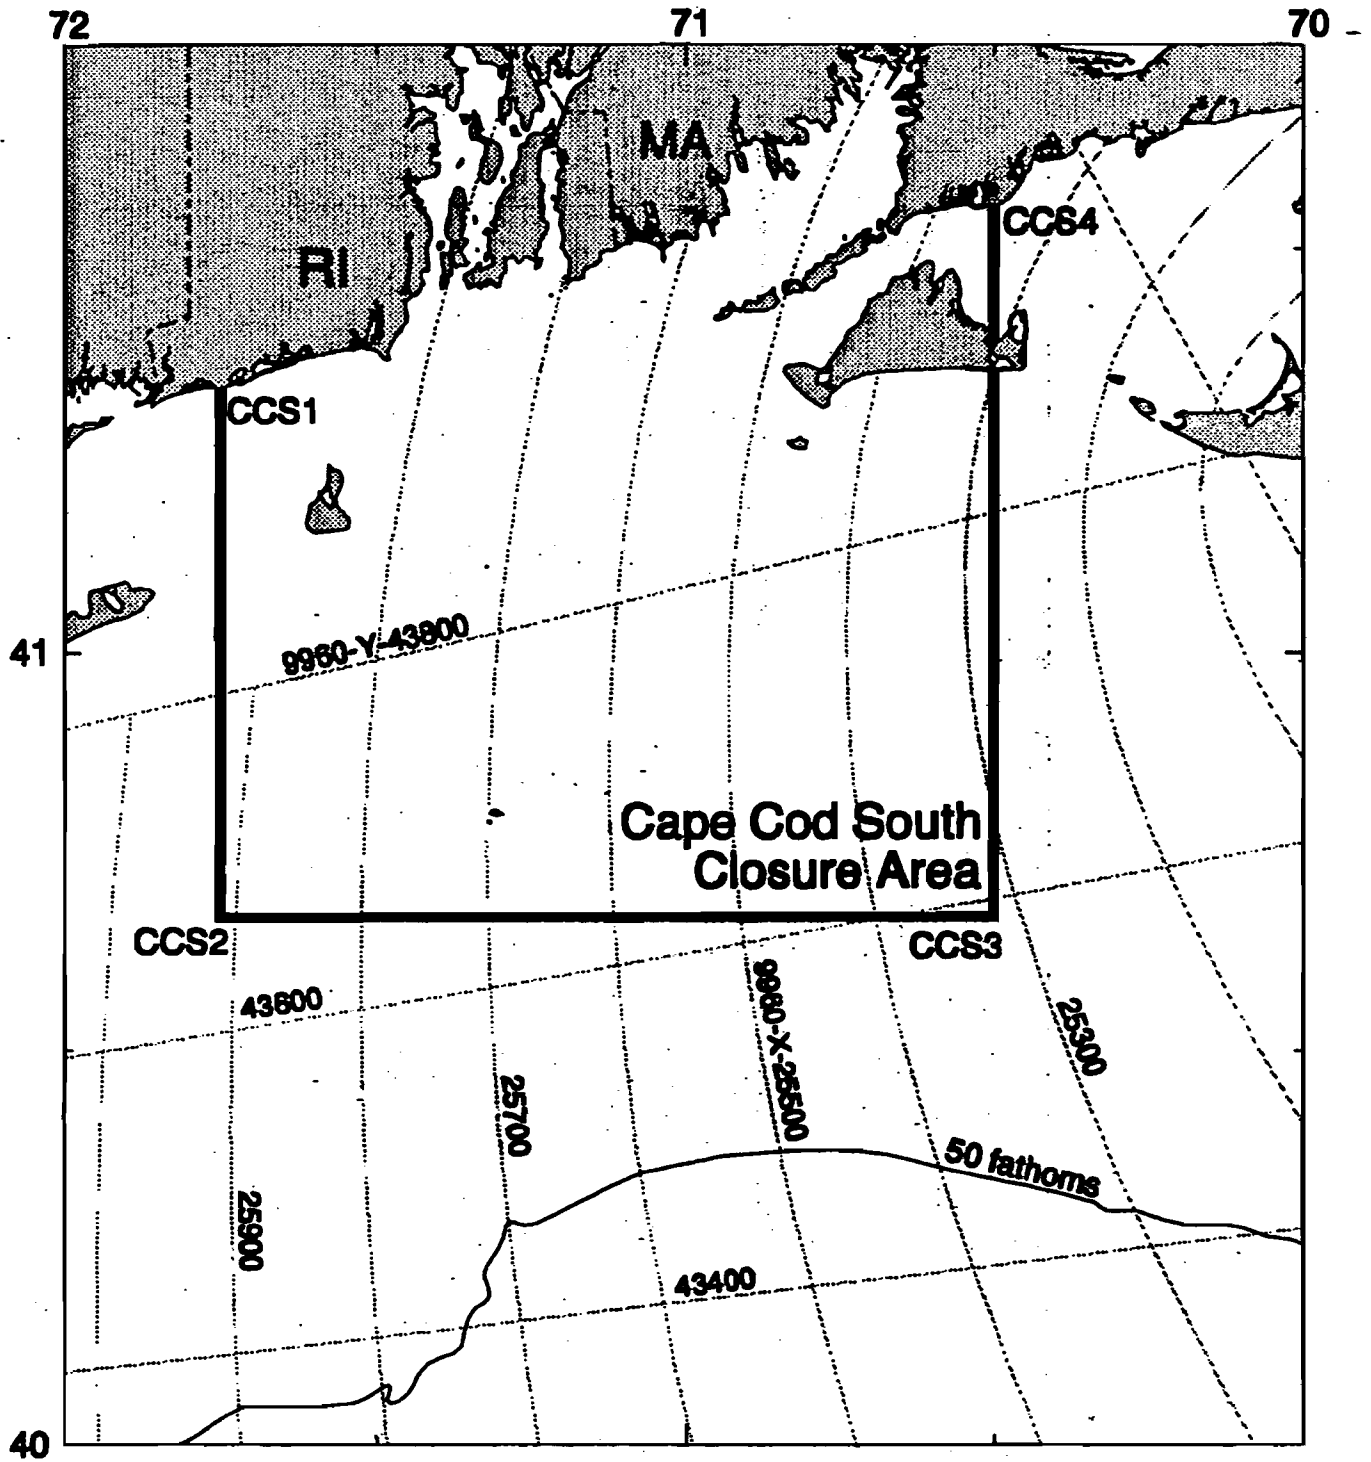 72
71
70
MA
CCS4
RI
CCS1
9960-Y-43800
41
Cape Cod South
Closure Area
CCS2
CCS3
43600
9960-X-25500
25300
25700
50 fathoms
25900
43400
40